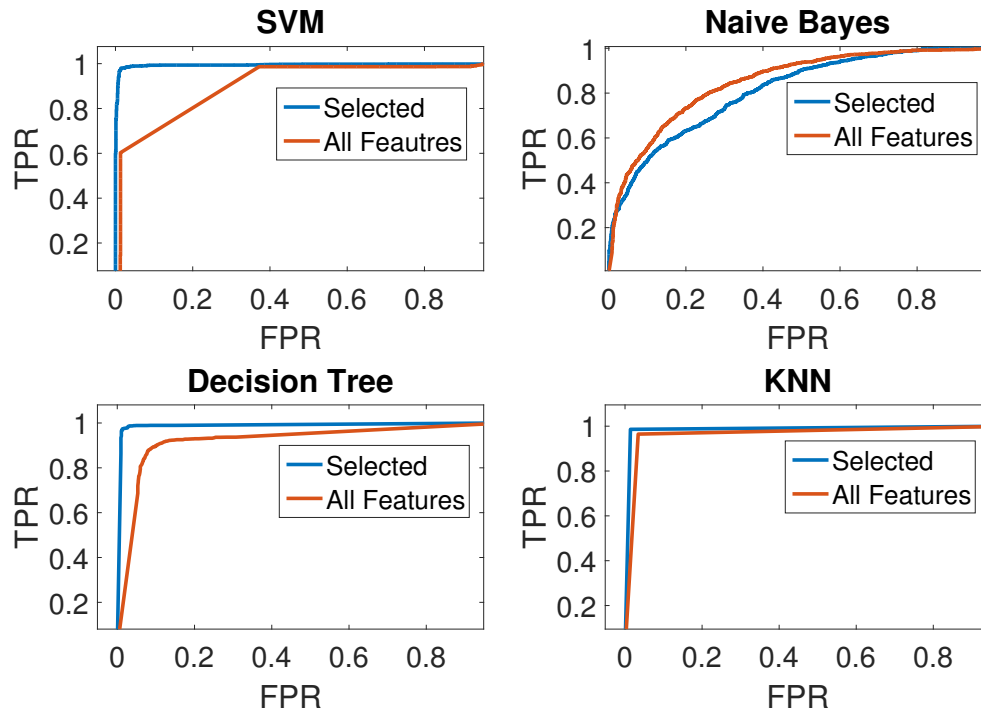 SVM
TPR
1
0.8
0.6
0.4
0.2
Selected
All Feautres
0 0.2 0.4 0.6 0.8
FPR
Naive Bayes
TPR
1
0.8
0.6
0.4
0.2
Selected
All Features
0 0.2 0.4 0.6 0.8
FPR
Decision Tree
TPR
1
0.8
0.6
0.4
0.2
Selected
All Features
0 0.2 0.4 0.6 0.8
FPR
KNN
TPR
1
0.8
0.6
0.4
0.2
Selected
All Features
0 0.2 0.4 0.6 0.8
FPR